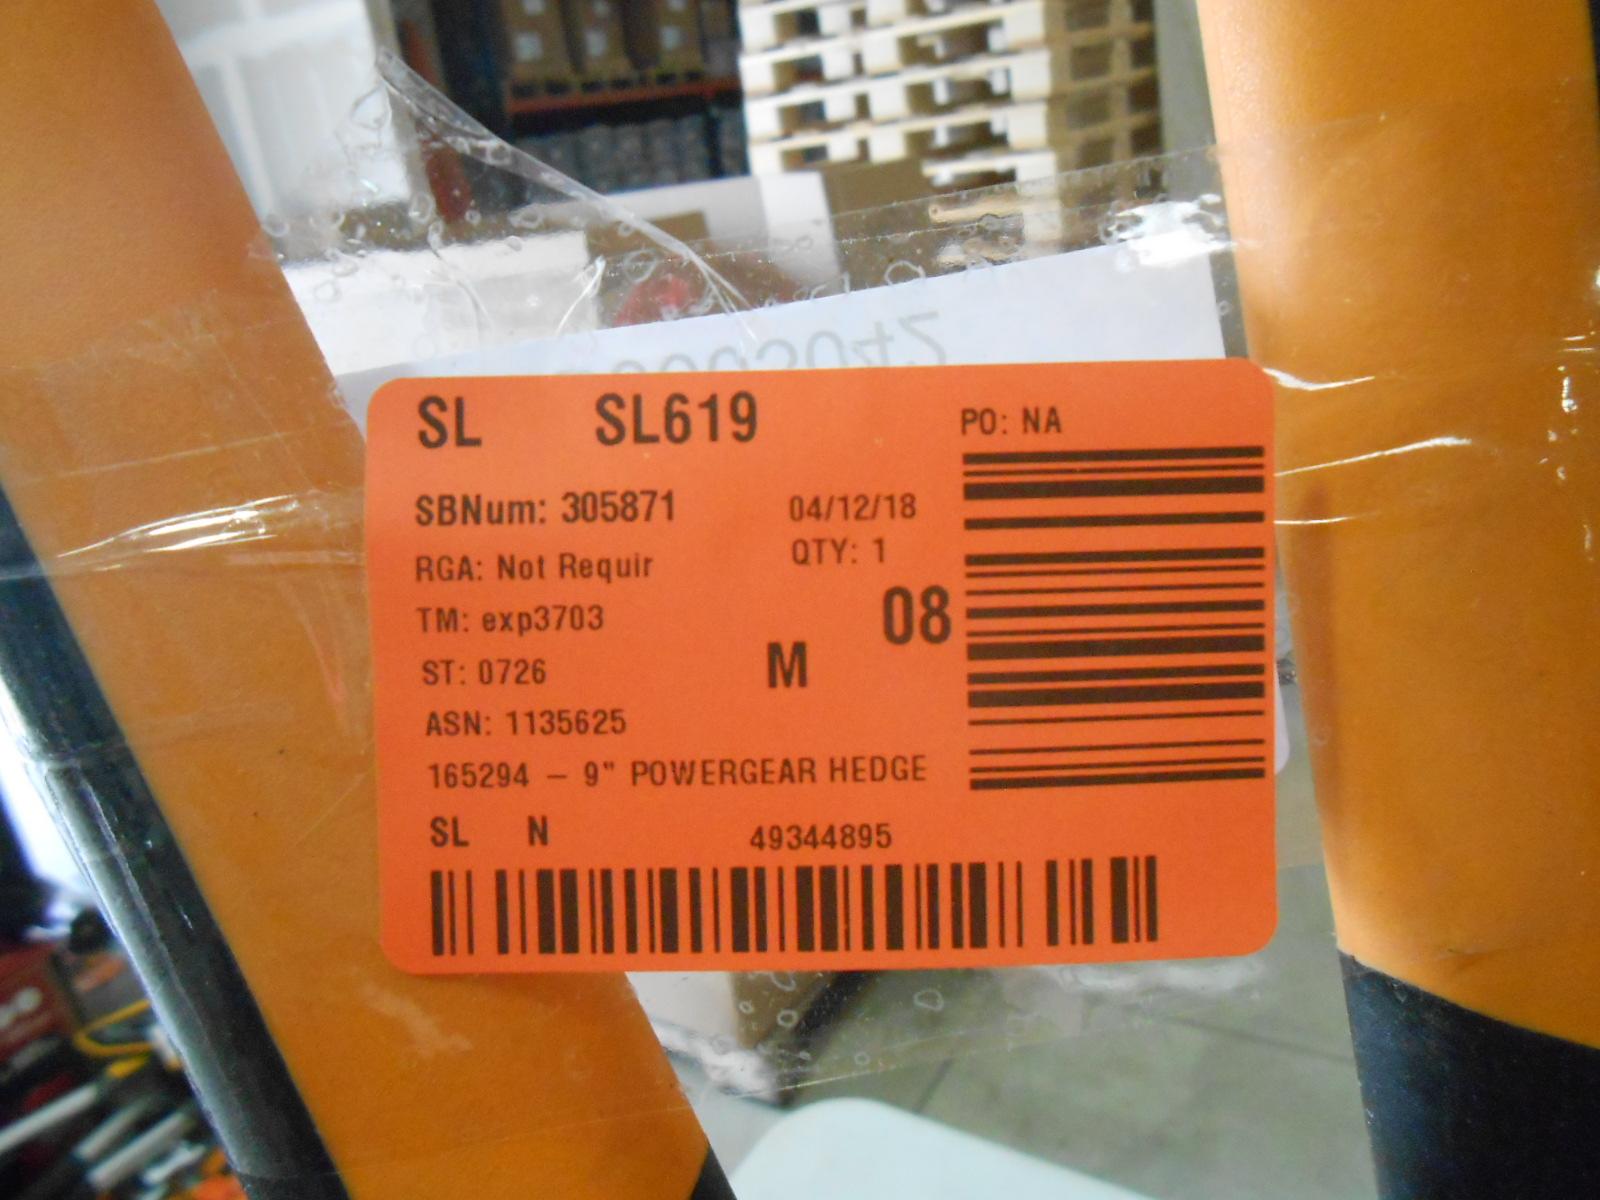 SL SL619 PO: NA
SBNum: 305871 04/12/18
RGA: Not Requir QTY: 1
TM: exp3703 08
ST: 0726 M
ASN: 1135625
165294 – 9" POWERGEAR HEDGE
SL N 49344895